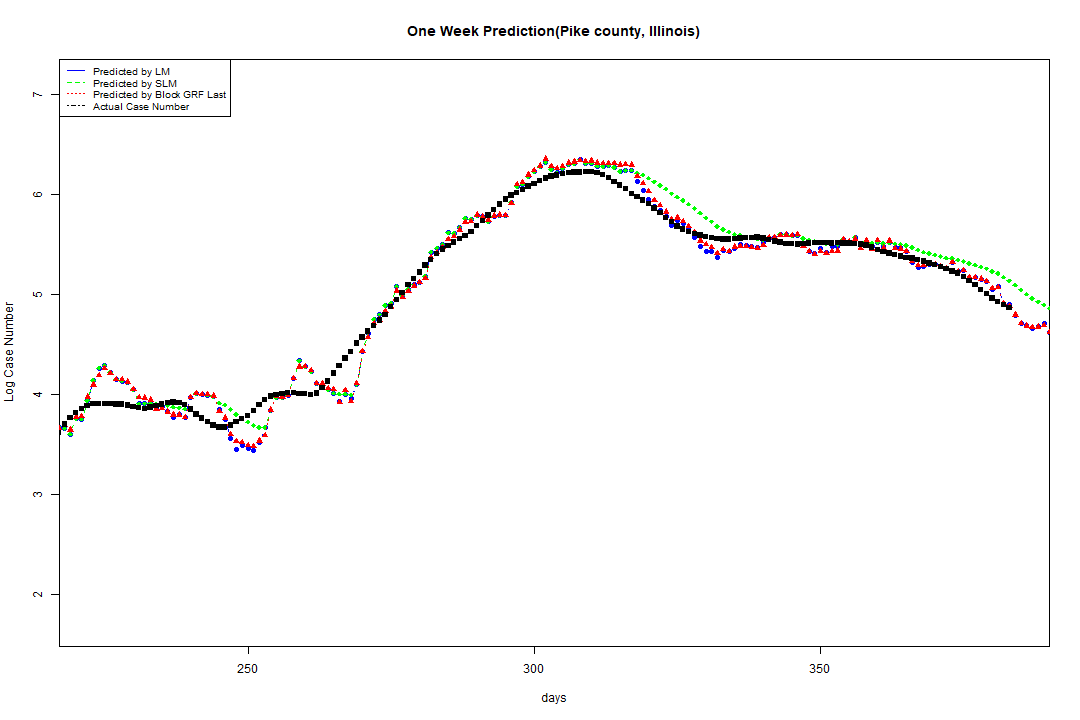 One Week Prediction(Pike county, Illinois)
Predicted by LM
Predicted by SLM
Predicted by Block GRF Last
Actual Case Number
7
6
5
4
3
2
Log Case Number
250 300 350
days